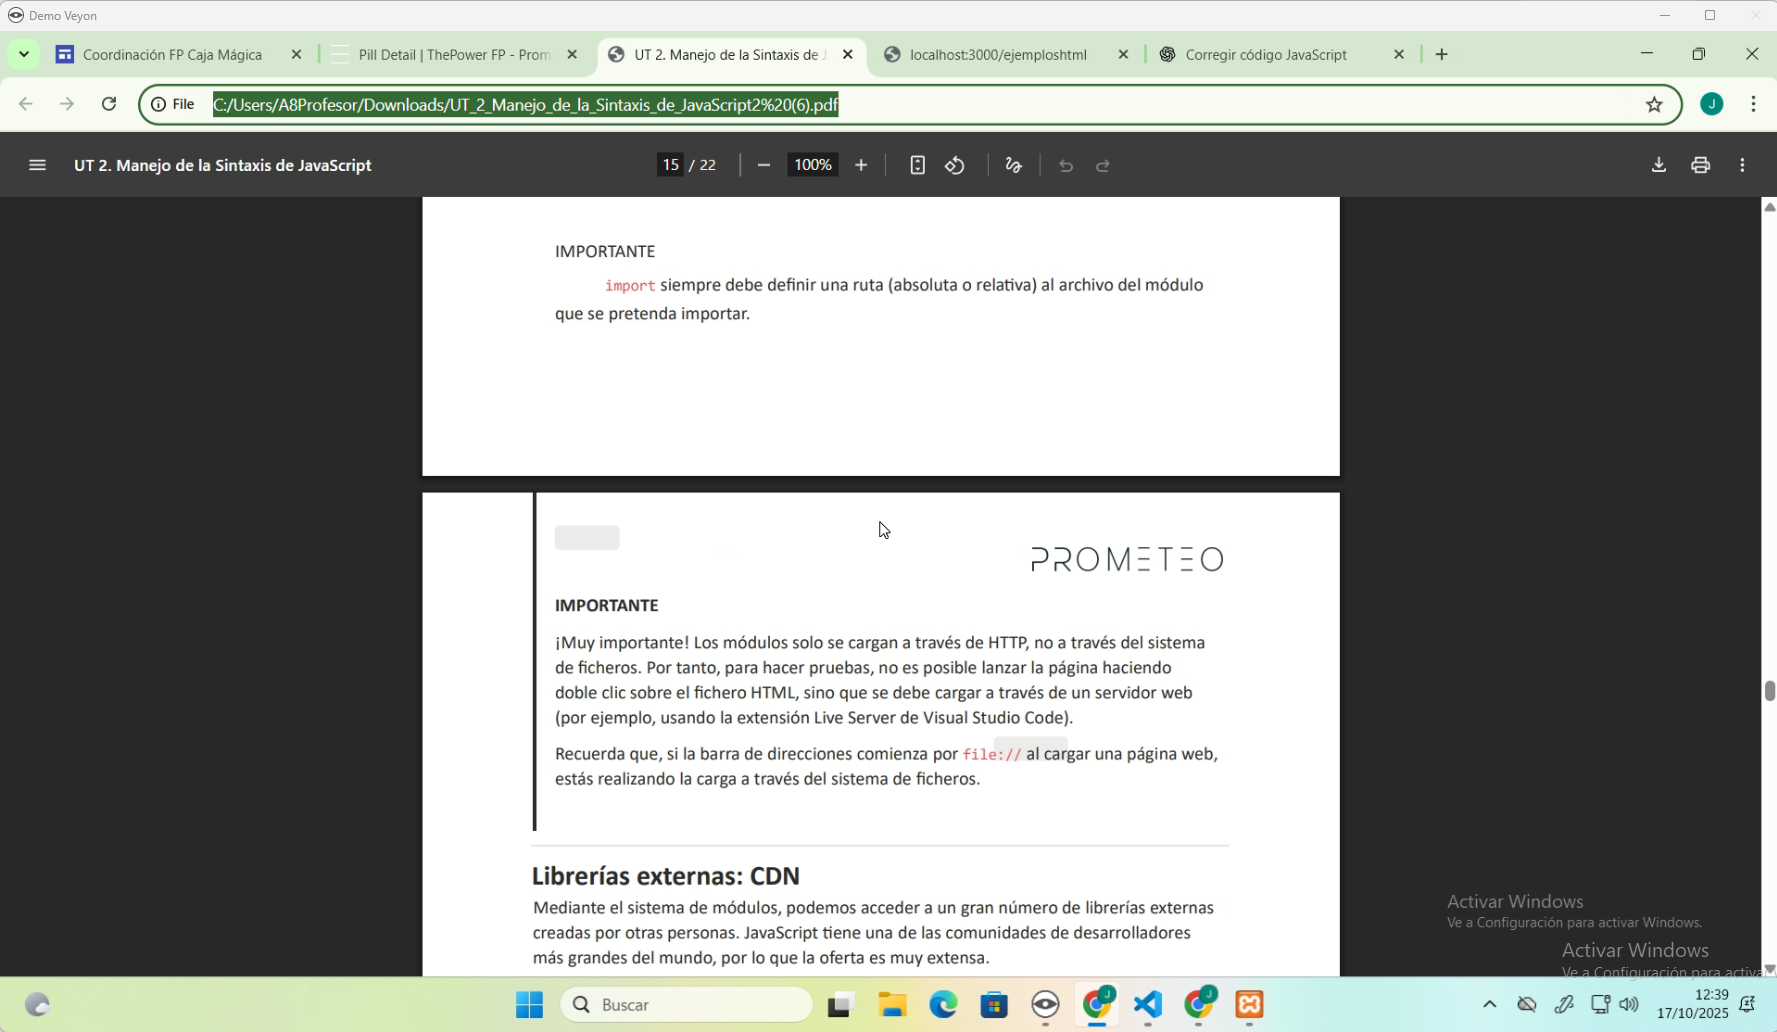 Demo Veyon
Coordinación FP Caja Mágica
Pill Detail | ThePower FP - Prom
UT 2. Manejo de la Sintaxis de J
localhost:3000/ejemploshtml
Corregir código JavaScript
File
C:/Users/A8Profesor/Downloads/UT_2_Manejo_de_la_Sintaxis_de_JavaScript2%20(6).pdf
J
UT 2. Manejo de la Sintaxis de JavaScript
15 / 22
100%
IMPORTANTE
import siempre debe definir una ruta (absoluta o relativa) al archivo del módulo
que se pretenda importar.
PROMETEO
IMPORTANTE
¡Muy importante! Los módulos solo se cargan a través de HTTP, no a través del sistema
de ficheros. Por tanto, para hacer pruebas, no es posible lanzar la página haciendo
doble clic sobre el fichero HTML, sino que se debe cargar a través de un servidor web
(por ejemplo, usando la extensión Live Server de Visual Studio Code).
Recuerda que, si la barra de direcciones comienza por file:// al cargar una página web,
estás realizando la carga a través del sistema de ficheros.
Librerías externas: CDN
Mediante el sistema de módulos, podemos acceder a un gran número de librerías externas
creadas por otras personas. JavaScript tiene una de las comunidades de desarrolladores
más grandes del mundo, por lo que la oferta es muy extensa.
Activar Windows
Ve a Configuración para activar Windows.
Activar Windows
Ve a Configuración para activa
Buscar
J
J
12:39
17/10/2025